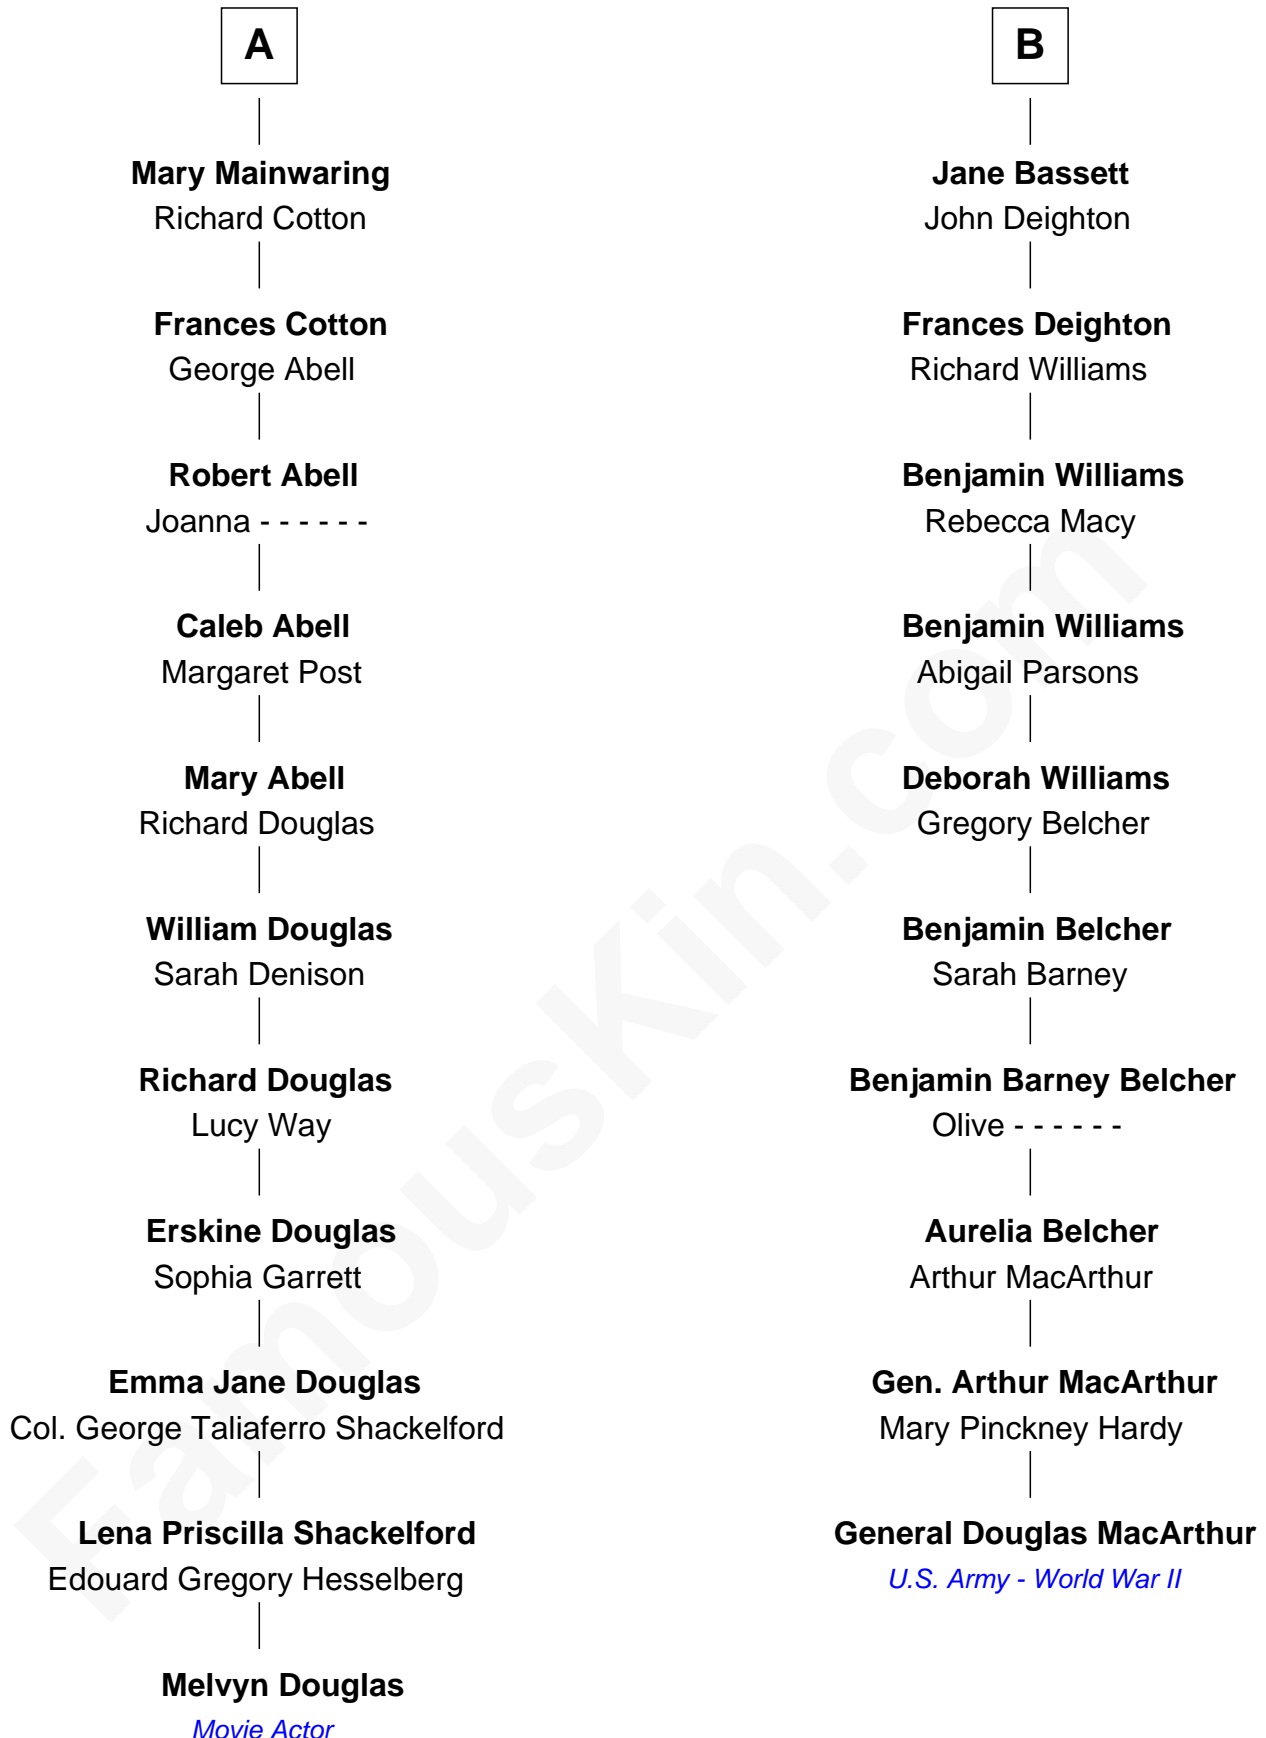 A
Mary Mainwaring
Richard Cotton
Frances Cotton
George Abell
Robert Abell
Joanna - - - - - -
Caleb Abell
Margaret Post
Mary Abell
Richard Douglas
William Douglas
Sarah Denison
Richard Douglas
Lucy Way
Erskine Douglas
Sophia Garrett
Emma Jane Douglas
Col. George Taliaferro Shackelford
Lena Priscilla Shackelford
Edouard Gregory Hesselberg
Melvyn Douglas
Movie Actor
B
Jane Bassett
John Deighton
Frances Deighton
Richard Williams
Benjamin Williams
Rebecca Macy
Benjamin Williams
Abigail Parsons
Deborah Williams
Gregory Belcher
Benjamin Belcher
Sarah Barney
Benjamin Barney Belcher
Olive - - - - - -
Aurelia Belcher
Arthur MacArthur
Gen. Arthur MacArthur
Mary Pinckney Hardy
General Douglas MacArthur
U.S. Army - World War II
FamousKin.com